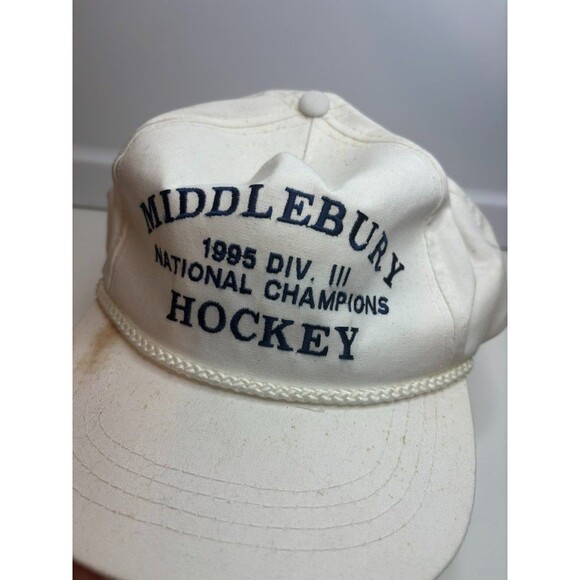 MIDDLEBURY
1995 DIV. III
NATIONAL CHAMPIONS
HOCKEY